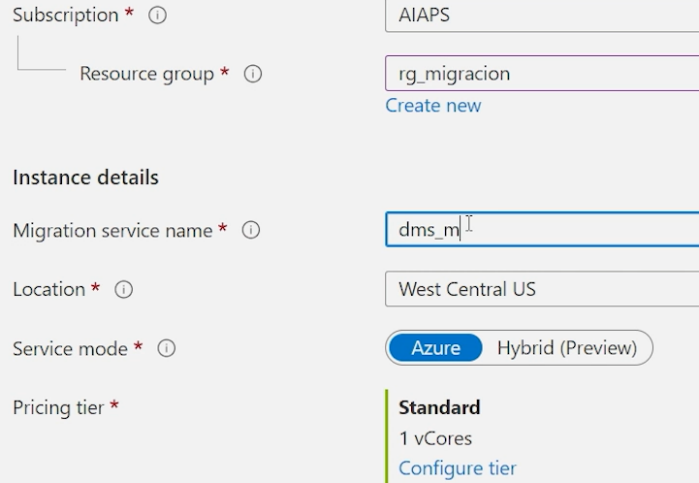 Subscription * AIAPS
Resource group * rg_migracion
Create new
Instance details
Migration service name * dms_m
Location * West Central US
Service mode * Azure Hybrid (Preview)
Pricing tier * Standard
1 vCores
Configure tier